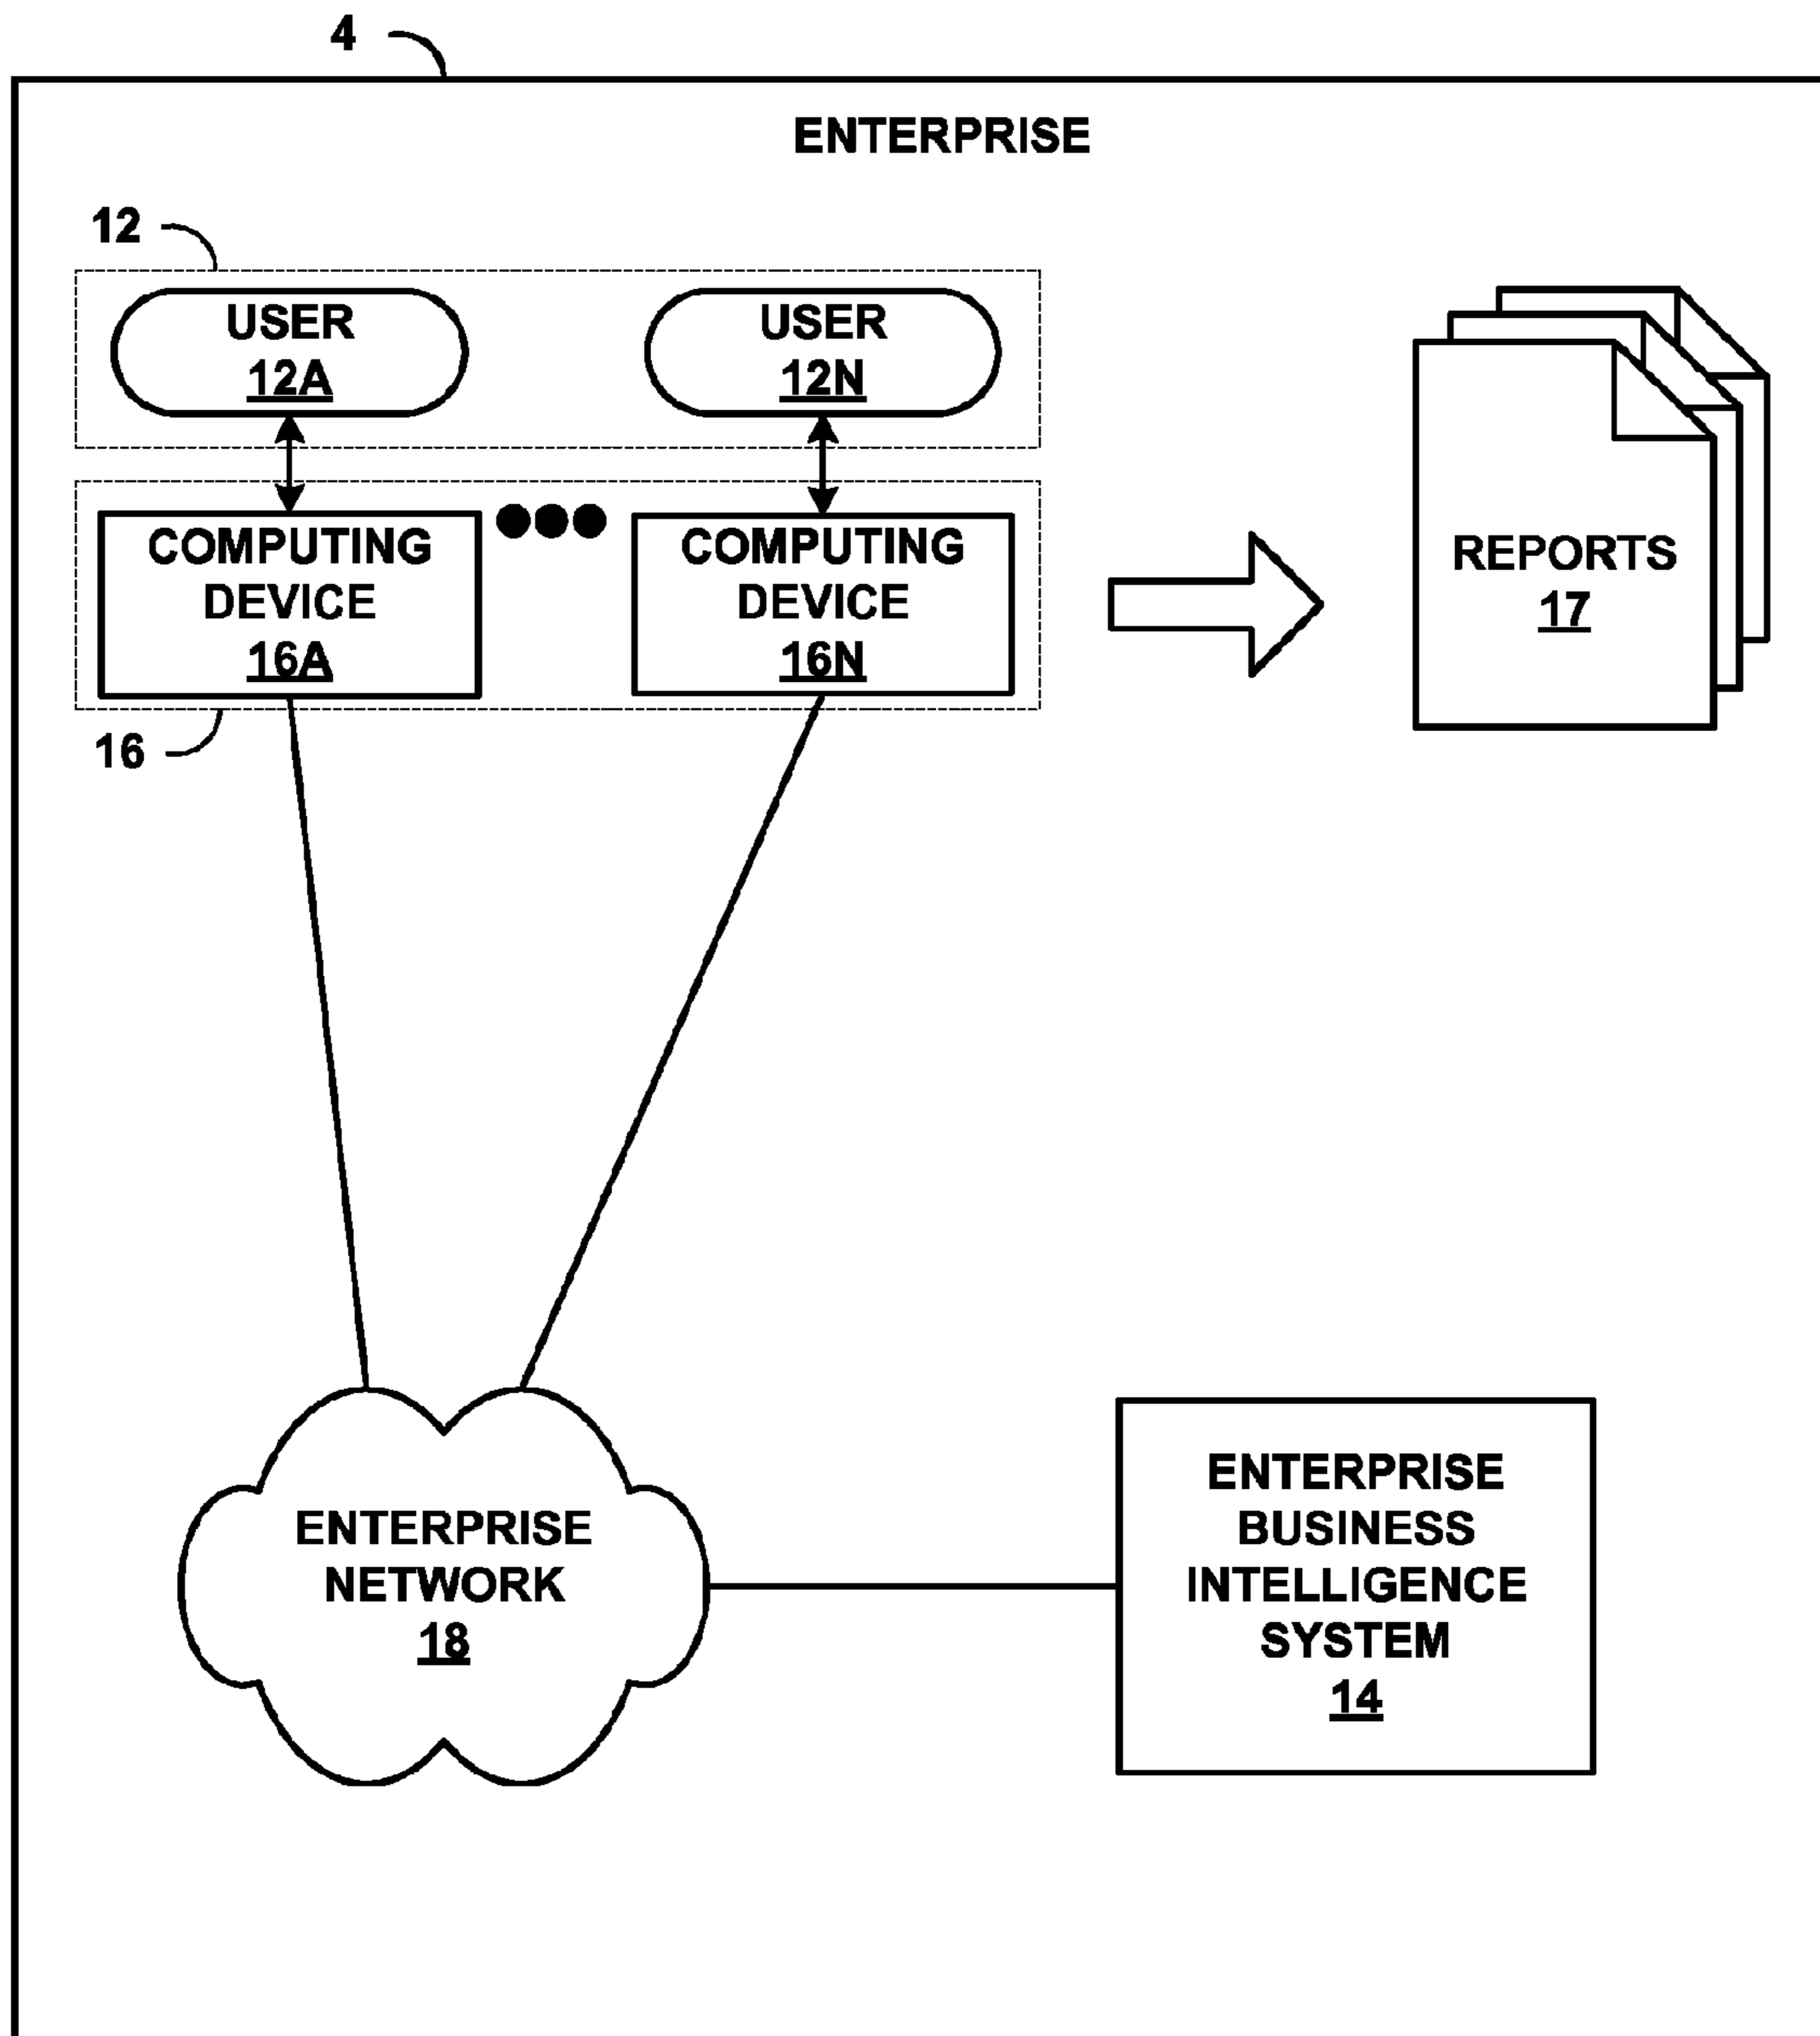 4
ENTERPRISE
12
USER
12A
USER
12N
COMPUTING
DEVICE
16A
COMPUTING
DEVICE
16N
16
REPORTS
17
ENTERPRISE
NETWORK
18
ENTERPRISE
BUSINESS
INTELLIGENCE
SYSTEM
14